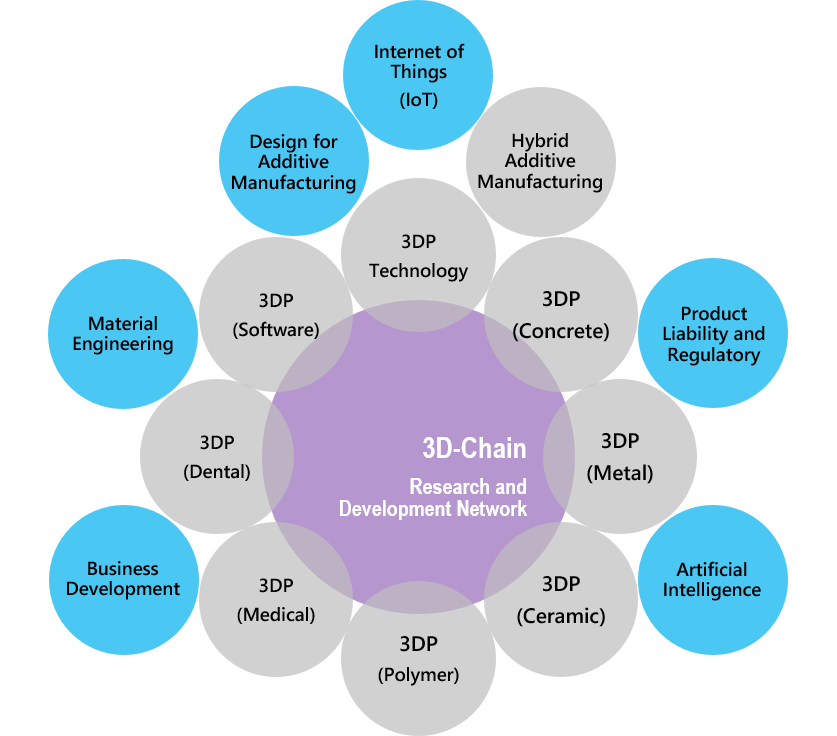 Internet of
Things
(IoT)
Design for
Additive
Manufacturing
Hybrid
Additive
Manufacturing
3DP
Technology
3DP
(Software)
3DP
(Concrete)
Material
Engineering
Product
Liability and
Regulatory
3DP
(Dental)
3D-Chain
Research and
Development Network
3DP
(Metal)
Business
Development
3DP
(Medical)
3DP
(Ceramic)
Artificial
Intelligence
3DP
(Polymer)